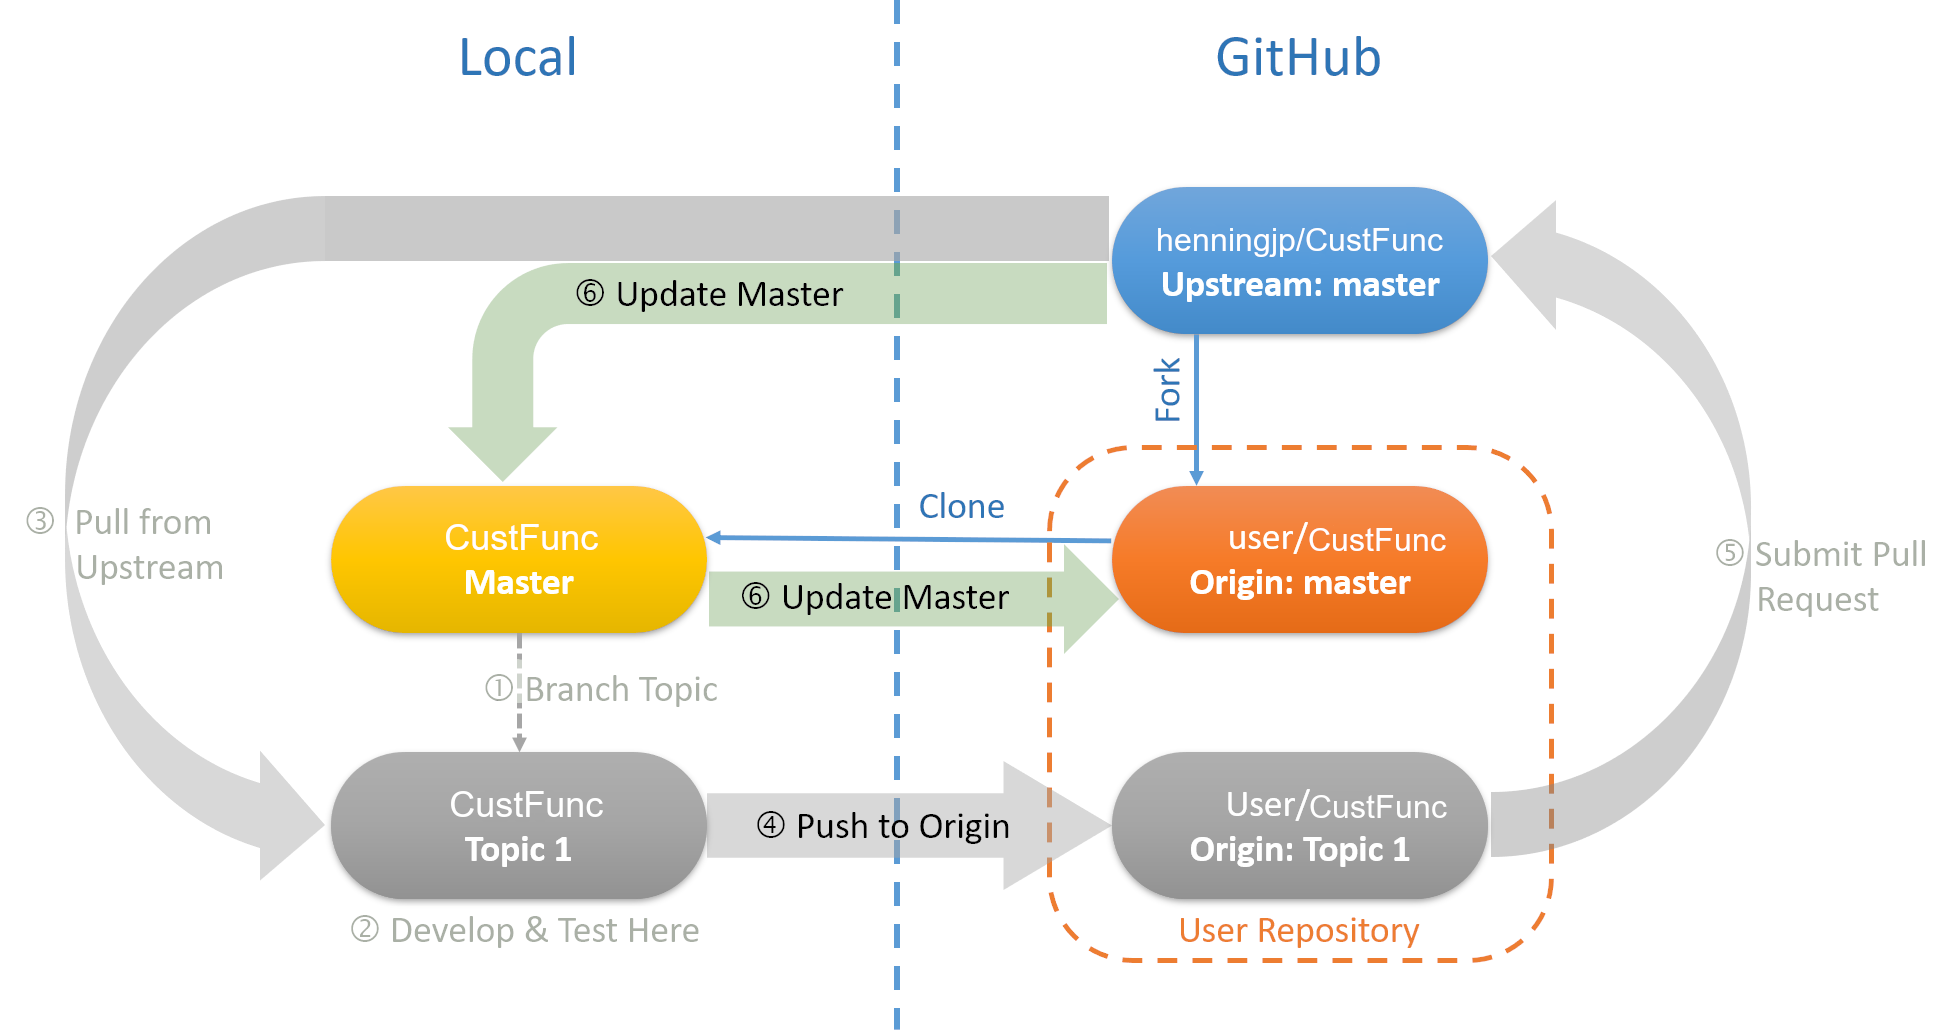 Local
GitHub
henningjp/CustFunc
Upstream: master
⑥ Update Master
Fork
③ Pull from
Upstream
Clone
CustFunc
Master
user/CustFunc
Origin: master
⑥ Update Master
⑤ Submit Pull
Request
① Branch Topic
CustFunc
Topic 1
④ Push to Origin
User/CustFunc
Origin: Topic 1
② Develop & Test Here
User Repository